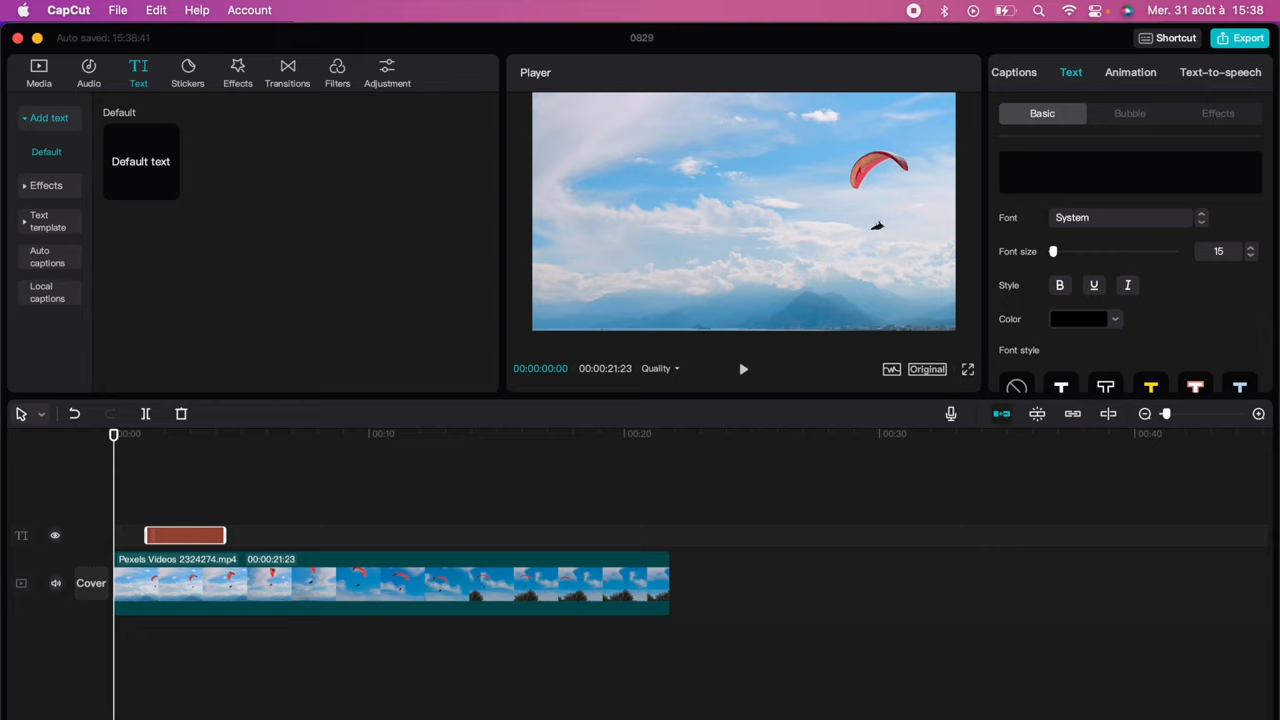 CapCut File Edit Help Account Mer. 31 août à 15:38
Auto saved: 15:38:41 0829 Shortcut Export
Media Audio Text Stickers Effects Transitions Filters Adjustment
Add text
Default
Effects
Text template
Auto captions
Local captions
Default
Default text
Player
00:00:00:00 00:00:21:23 Quality Original
Captions Text Animation Text-to-speech
Basic Bubble Effects
Font System
Font size 15
Style B U I
Color
Font style
T T T T T
00:00 00:10 00:20 00:30 00:40
TI
Pexels Videos 2324274.mp4 00:00:21:23
Cover